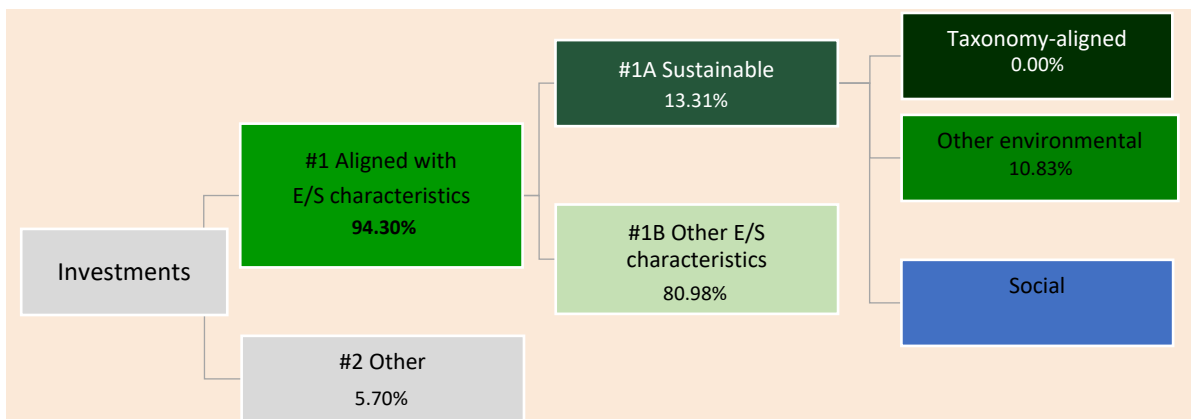 Investments
#1 Aligned with
E/S characteristics
94.30%
#2 Other
5.70%
#1A Sustainable
13.31%
#1B Other E/S
characteristics
80.98%
Taxonomy-aligned
0.00%
Other environmental
10.83%
Social